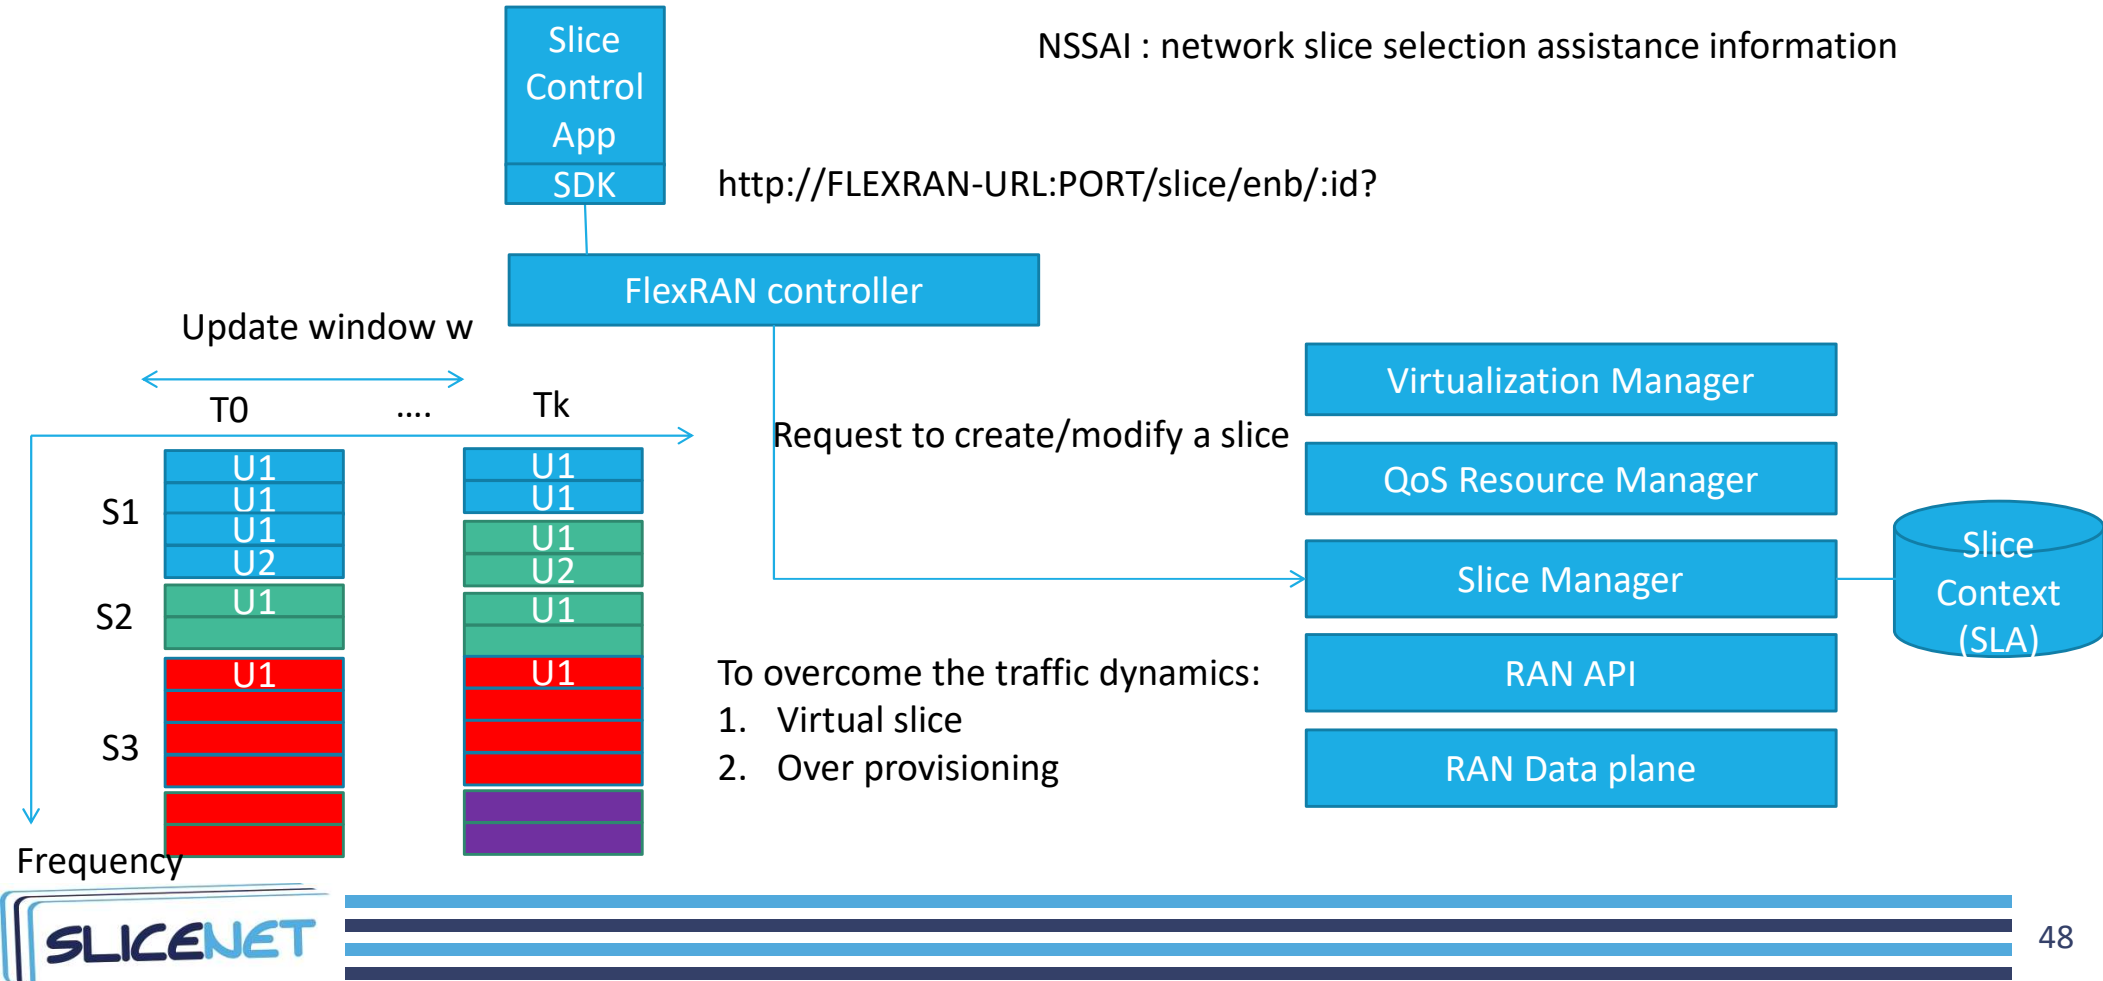 Slice
Control
App
SDK
NSSAI : network slice selection assistance information
http://FLEXRAN-URL:PORT/slice/enb/:id?
FlexRAN controller
Update window w
T0
....
Tk
Request to create/modify a slice
Virtualization Manager
QoS Resource Manager
Slice Manager
RAN API
RAN Data plane
Slice
Context
(SLA)
S1
U1
U1
U1
U2
S2
U1
S3
U1
U1
U1
U1
U2
U1
U1
To overcome the traffic dynamics:
1. Virtual slice
2. Over provisioning
Frequency
SLICENET
48